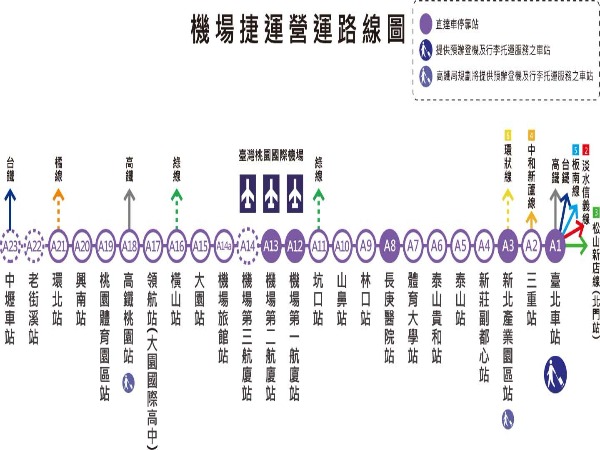 機場捷運營運路線圖
直達車停靠站
提供預辦登機及行李托運服務之車站
高鐵局規劃將提供預辦登機及行李托運服務之車站
台鐵
橘線
高鐵
綠線
臺灣桃園國際機場
綠線
6
環狀線
4
中和新蘆線
高鐵
台鐵
5
板南線
2
淡水信義線
3
松山新店線(北門站)
A23
A22
A21
A20
A19
A18
A17
A16
A15
A14a
A14
A13
A12
A11
A10
A9
A8
A7
A6
A5
A4
A3
A2
A1
中壢車站
老街溪站
環北站
興南站
桃園體育園區站
高鐵桃園站
領航站(大園國際高中)
橫山站
大園站
機場旅館站
機場第三航廈站
機場第二航廈站
機場第一航廈站
坑口站
山鼻站
林口站
長庚醫院站
體育大學站
泰山貴和站
泰山站
新莊副都心站
新北產業園區站
三重站
臺北車站